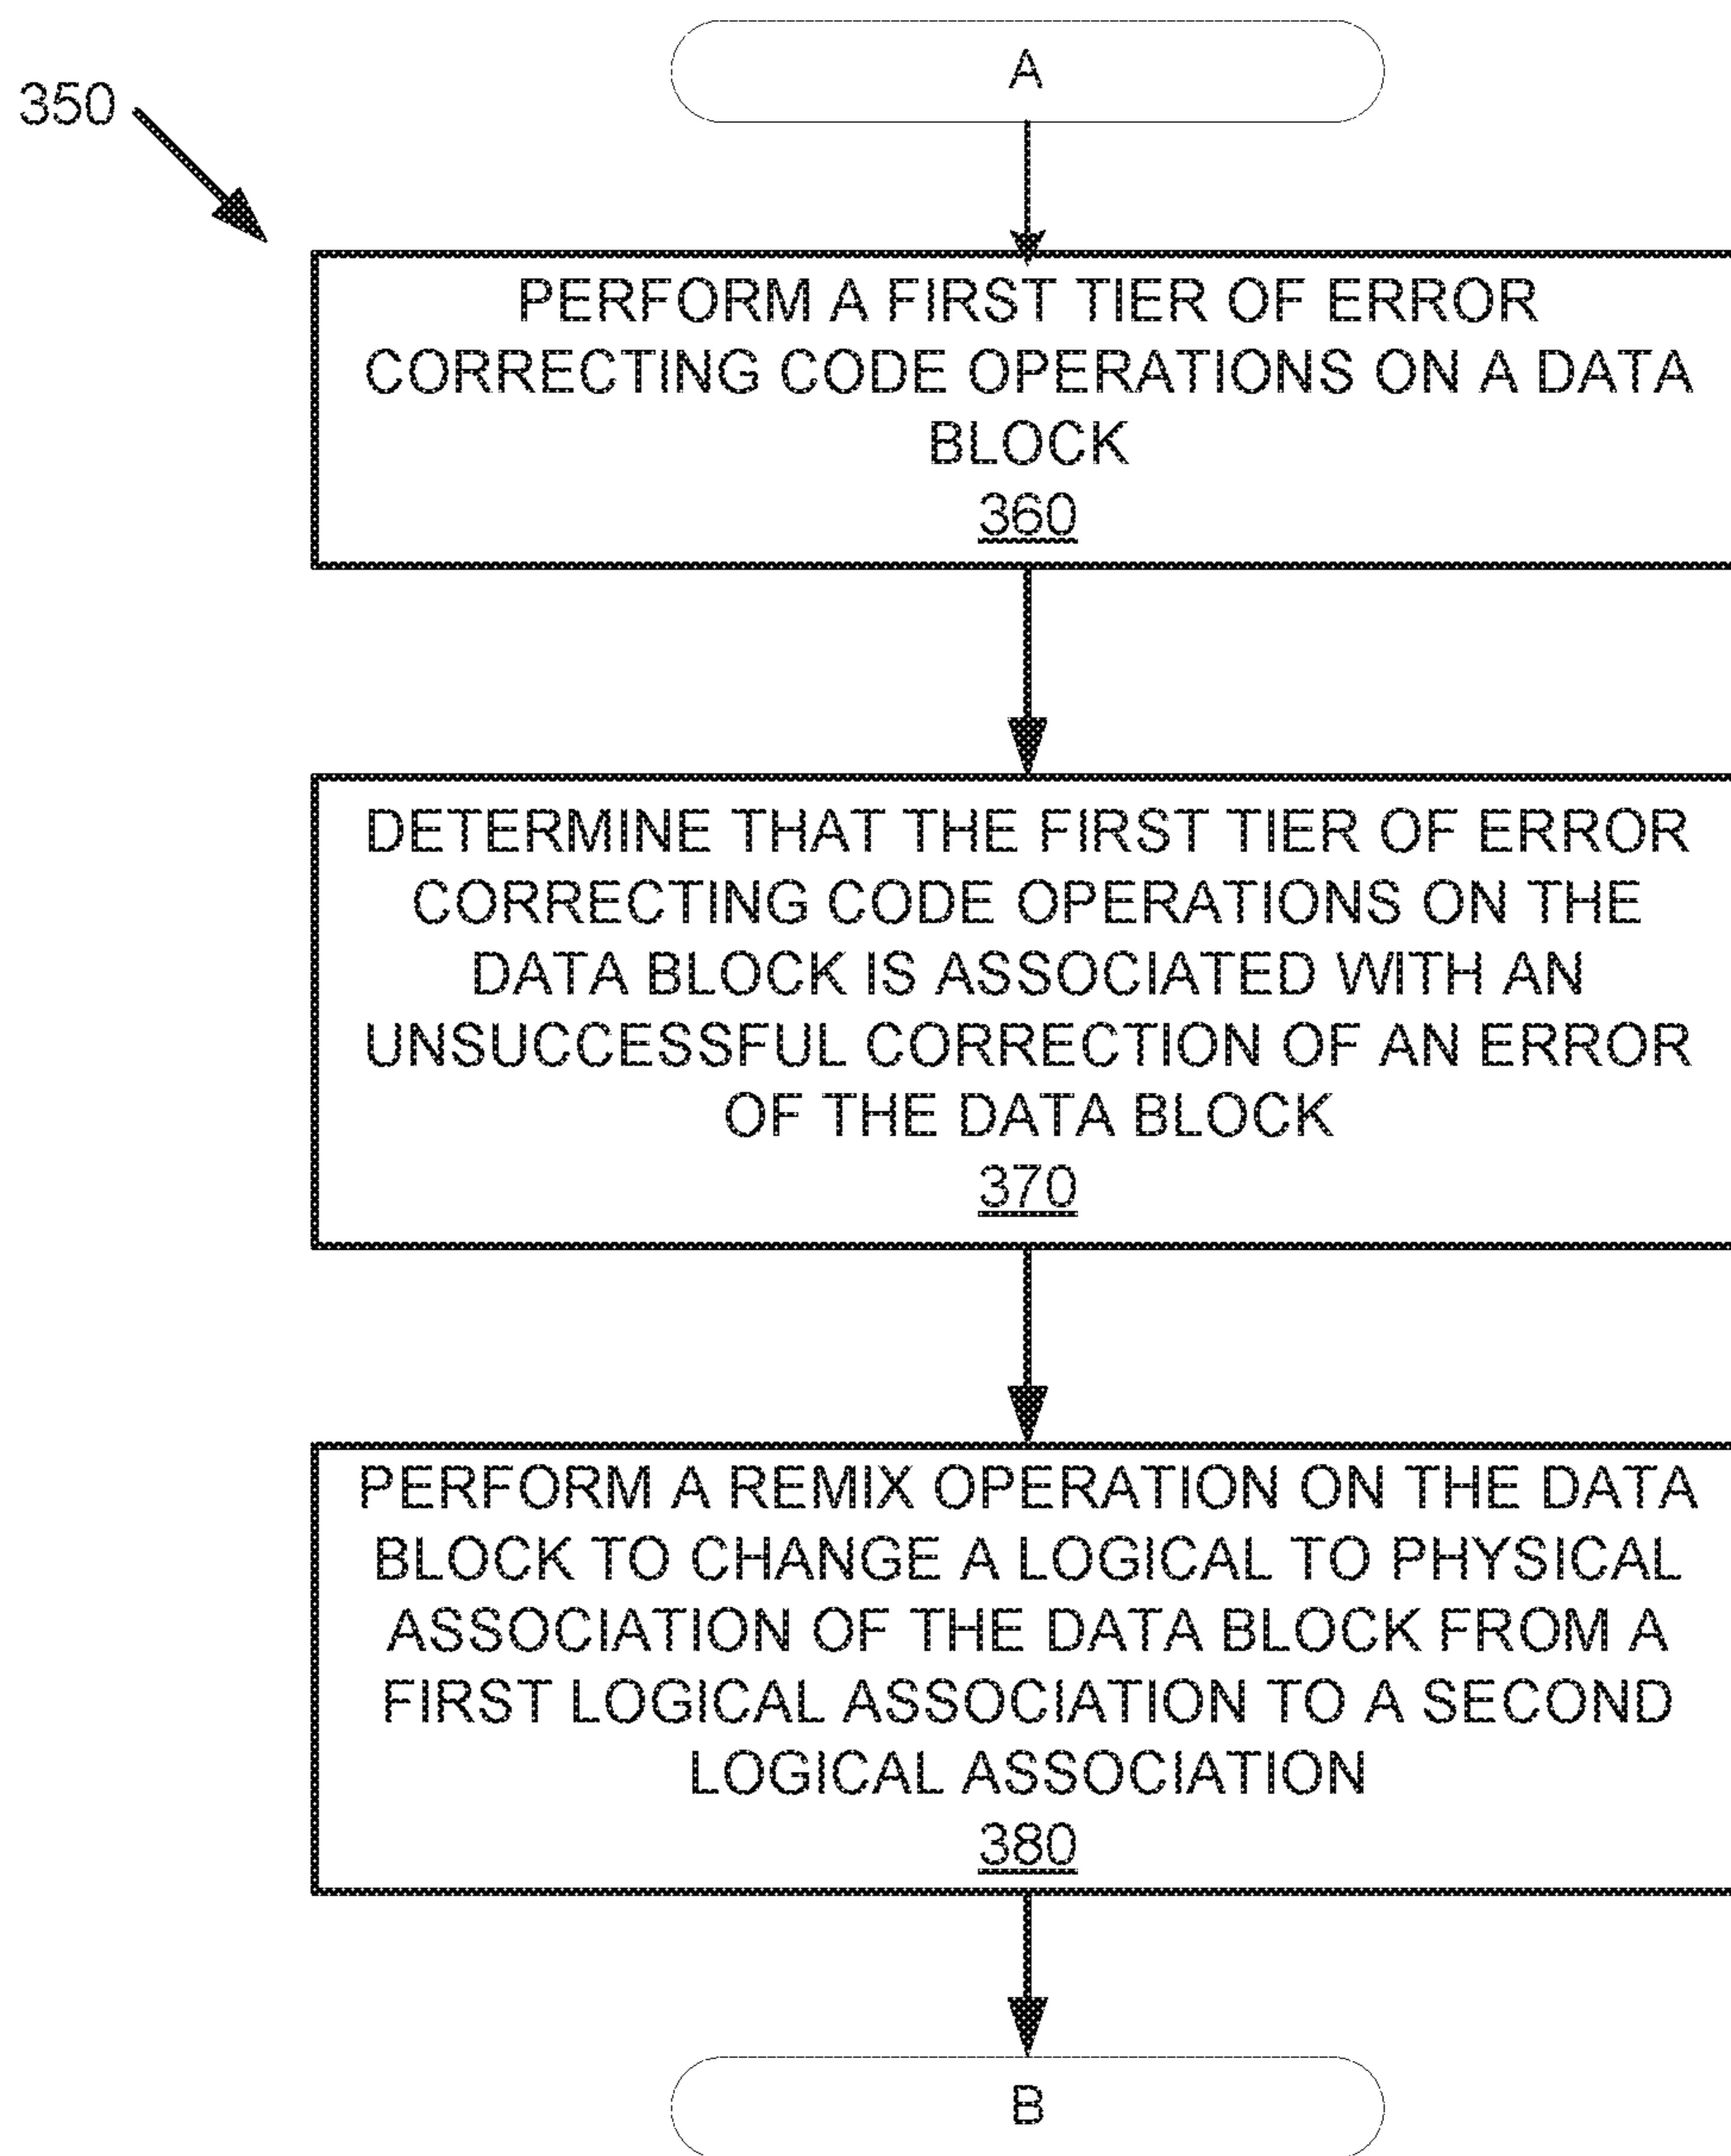 A
350
PERFORM A FIRST TIER OF ERROR
CORRECTING CODE OPERATIONS ON A DATA
BLOCK
360
DETERMINE THAT THE FIRST TIER OF ERROR
CORRECTING CODE OPERATIONS ON THE
DATA BLOCK IS ASSOCIATED WITH AN
UNSUCCESSFUL CORRECTION OF AN ERROR
OF THE DATA BLOCK
370
PERFORM A REMIX OPERATION ON THE DATA
BLOCK TO CHANGE A LOGICAL TO PHYSICAL
ASSOCIATION OF THE DATA BLOCK FROM A
FIRST LOGICAL ASSOCIATION TO A SECOND
LOGICAL ASSOCIATION
380
B